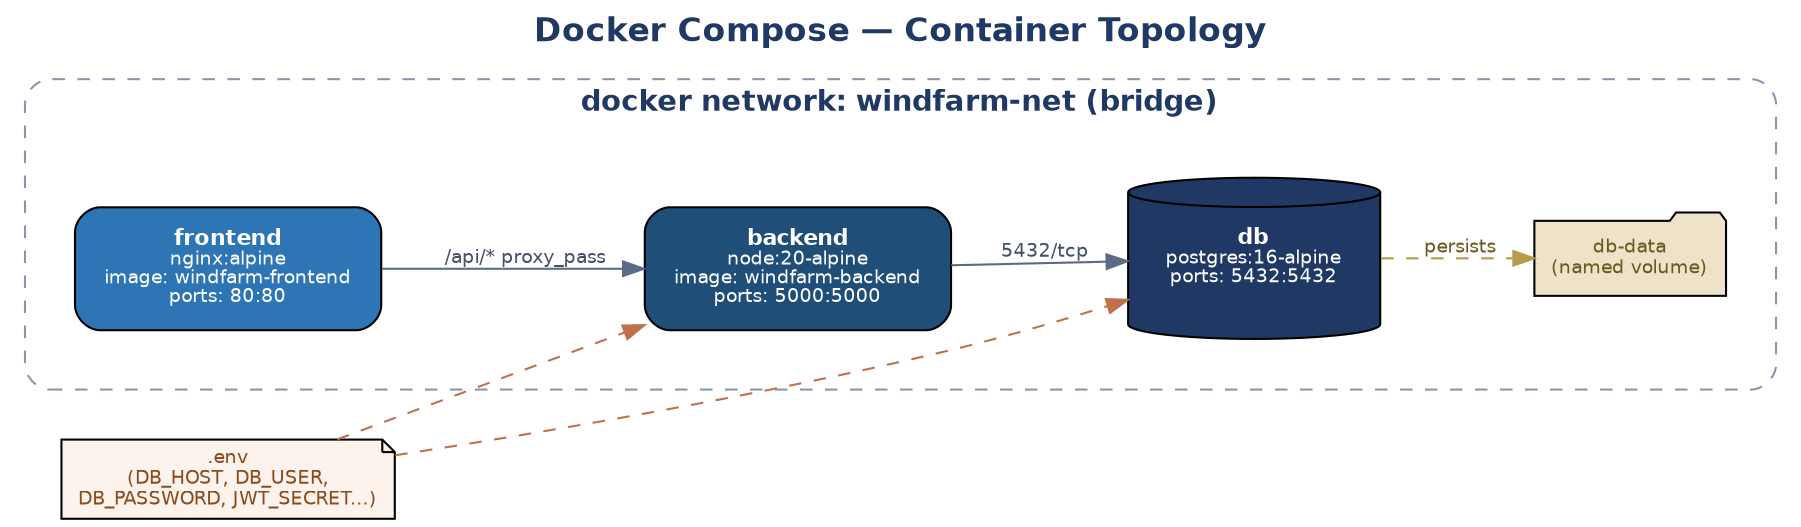 Docker Compose — Container Topology
docker network: windfarm-net (bridge)
frontend
nginx:alpine
image: windfarm-frontend
ports: 80:80
/api/* proxy_pass
backend
node:20-alpine
image: windfarm-backend
ports: 5000:5000
5432/tcp
db
postgres:16-alpine
ports: 5432:5432
persists
db-data
(named volume)
.env
(DB_HOST, DB_USER,
DB_PASSWORD, JWT_SECRET...)